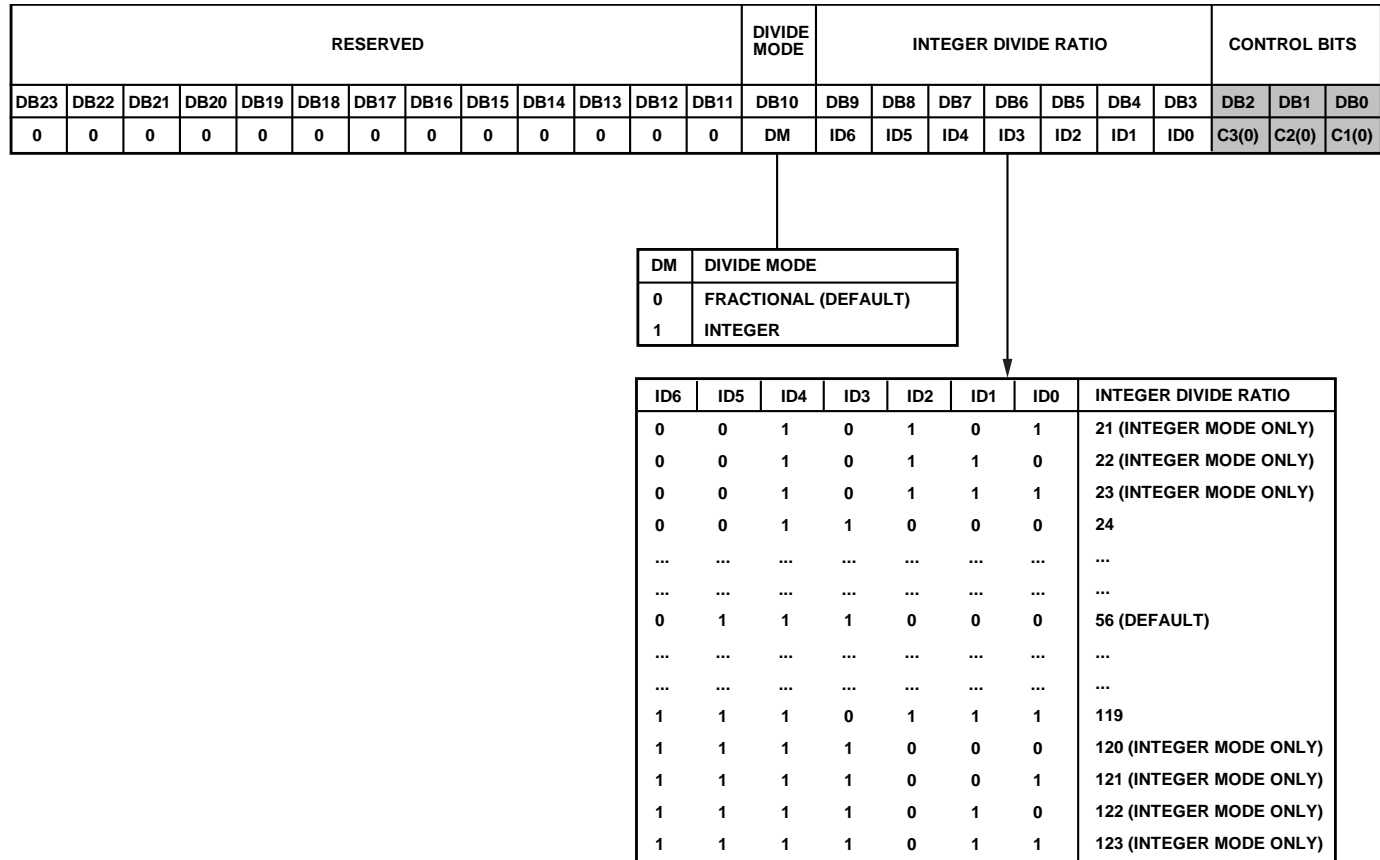 RESERVED DIVIDE MODE INTEGER DIVIDE RATIO CONTROL BITS
DB23 DB22 DB21 DB20 DB19 DB18 DB17 DB16 DB15 DB14 DB13 DB12 DB11 DB10 DB9 DB8 DB7 DB6 DB5 DB4 DB3 DB2 DB1 DB0
0 0 0 0 0 0 0 0 0 0 0 0 0 DM ID6 ID5 ID4 ID3 ID2 ID1 ID0 C3(0) C2(0) C1(0)
DM DIVIDE MODE
0 FRACTIONAL (DEFAULT)
1 INTEGER
ID6 ID5 ID4 ID3 ID2 ID1 ID0 INTEGER DIVIDE RATIO
0 0 1 0 1 0 1 21 (INTEGER MODE ONLY)
0 0 1 0 1 1 0 22 (INTEGER MODE ONLY)
0 0 1 0 1 1 1 23 (INTEGER MODE ONLY)
0 0 1 1 0 0 0 24
... ... ... ... ... ... ... ...
... ... ... ... ... ... ... ...
0 1 1 1 0 0 0 56 (DEFAULT)
... ... ... ... ... ... ... ...
... ... ... ... ... ... ... ...
1 1 1 0 1 1 1 119
1 1 1 1 0 0 0 120 (INTEGER MODE ONLY)
1 1 1 1 0 0 1 121 (INTEGER MODE ONLY)
1 1 1 1 0 1 0 122 (INTEGER MODE ONLY)
1 1 1 1 0 1 1 123 (INTEGER MODE ONLY)